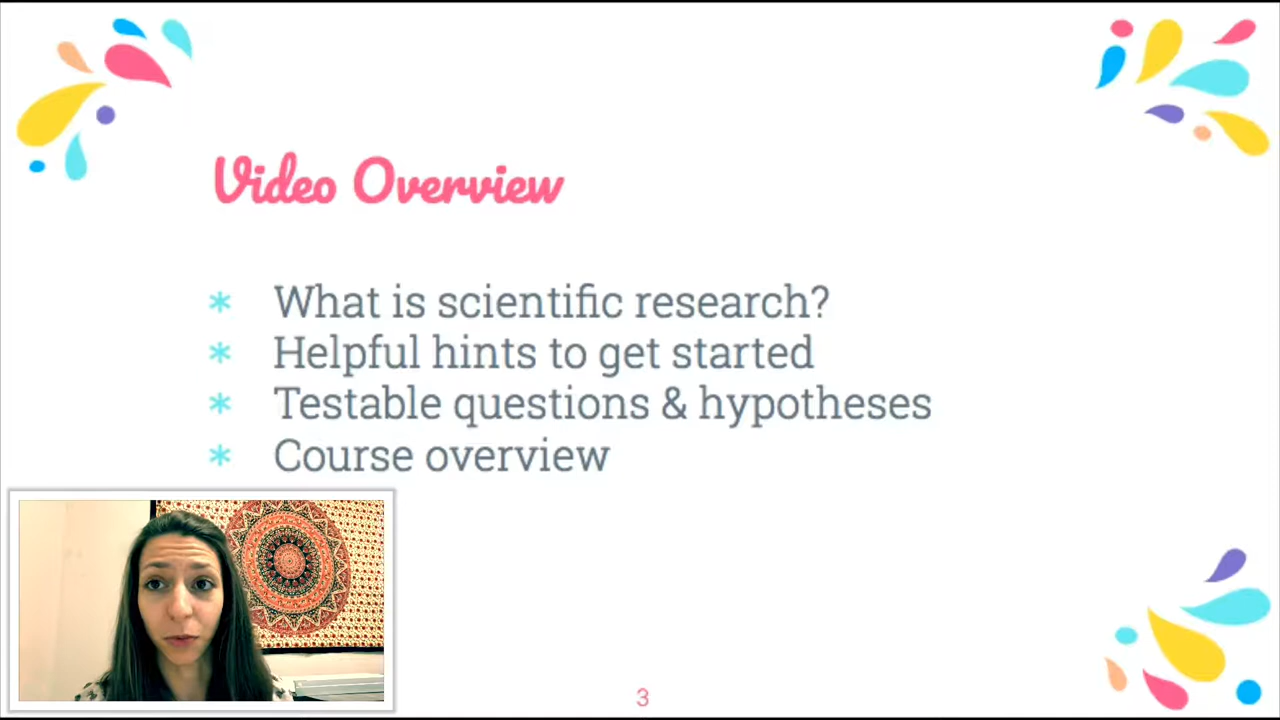 Video Overview
* What is scientific research?
* Helpful hints to get started
* Testable questions & hypotheses
* Course overview
3